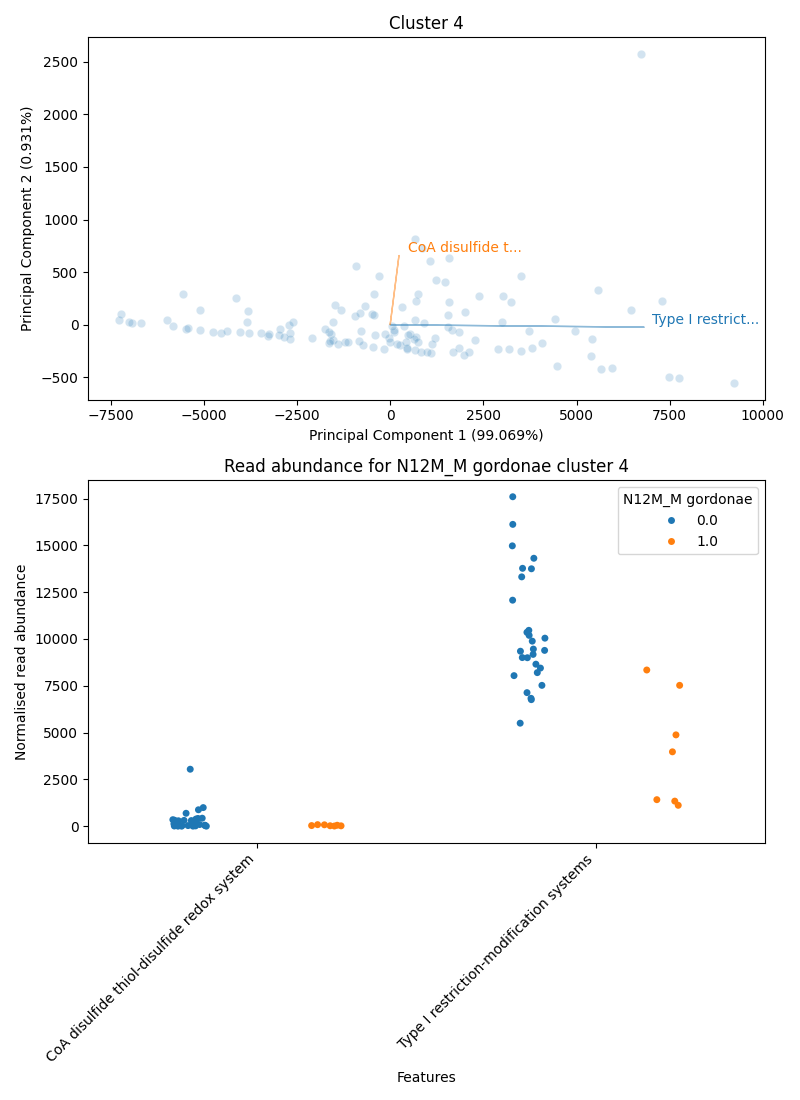 Cluster 4
2500
2000
1500
1000
500
0
−500
Principal Component 2 (0.931%)
CoA disulfide t...
Type I restrict...
−7500 −5000 −2500 0 2500 5000 7500 10000
Principal Component 1 (99.069%)
Read abundance for N12M_M gordonae cluster 4
17500
15000
12500
10000
7500
5000
2500
0
Normalised read abundance
N12M_M gordonae
0.0
1.0
CoA disulfide thiol-disulfide redox system
Type I restriction-modification systems
Features